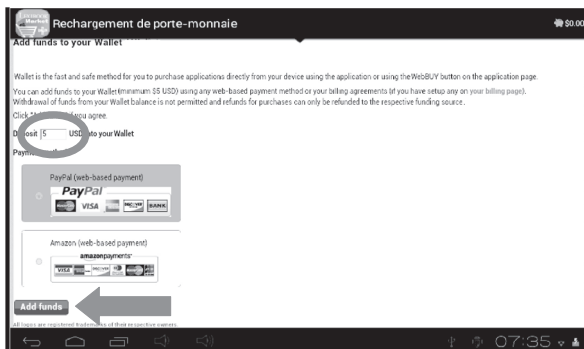 Market
Rechargement de porte-monnaie
$0.00
Add funds to your Wallet
Wallet is the fast and safe method for you to purchase applications directly from your device using the application or using the WebBUY button on the application page.
You can add funds to your Wallet (minimum $5 USD) using any web-based payment method or your billing agreements (if you have setup any on your billing page).
Withdrawal of funds from your Wallet balance is not permitted and refunds for purchases can only be refunded to the respective funding source.
Click you agree.
Deposit 5 USD into your Wallet
PayPal (web-based payment)
PayPal
MasterCard VISA DISCOVER BANK
Amazon (web-based payment)
amazonpayments
VISA DISCOVER
Add funds
All logos are registered trademarks of their respective owners.
07:35